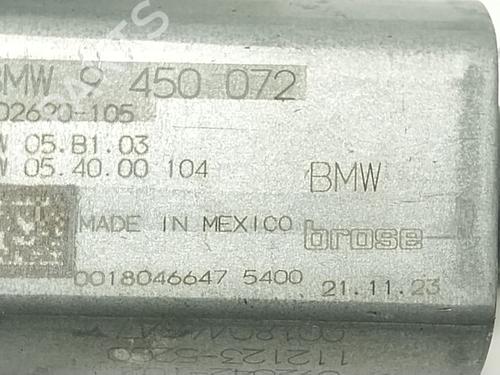 BMW 9 450 072
02690-105
05.B1.03
05.40.00 104
BMW
MADE IN MEXICO
brose
0018046647 5400
21.11.23